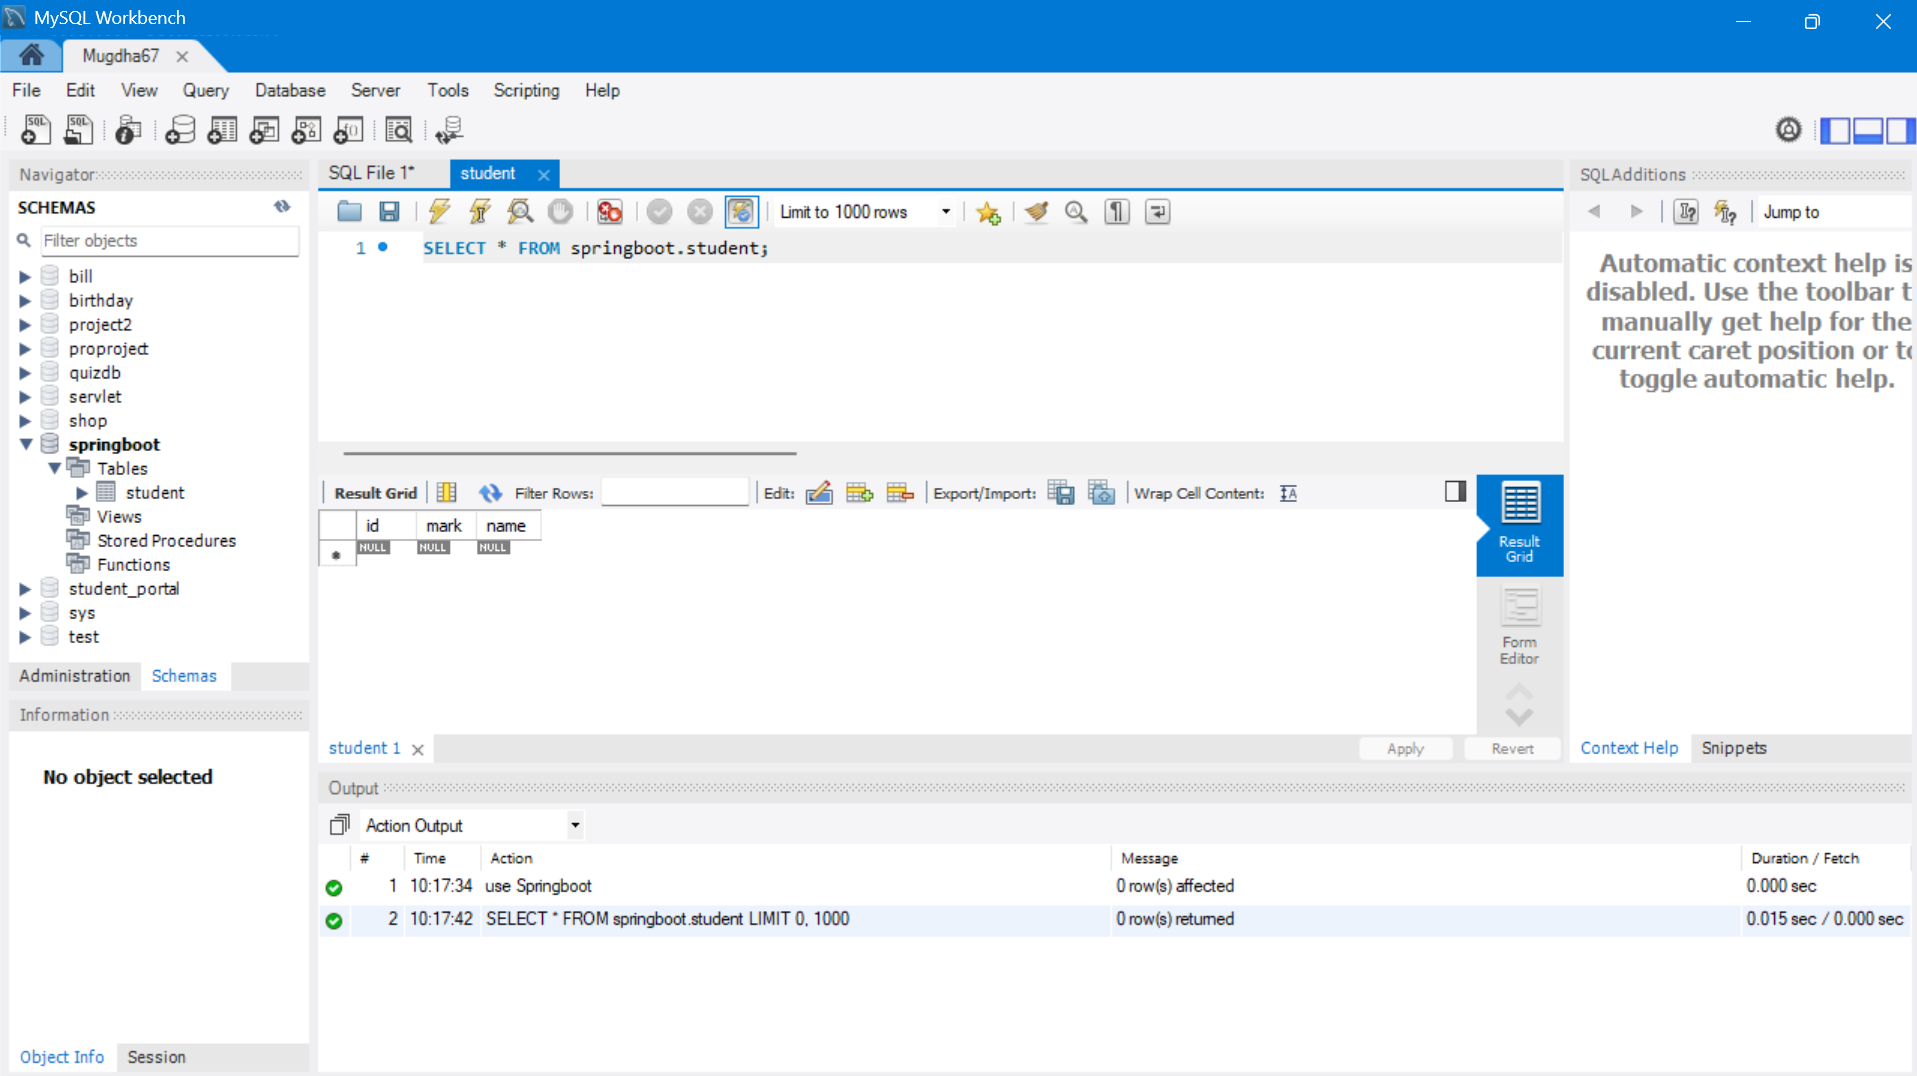 MySQL Workbench
Mugdha67
File Edit View Query Database Server Tools Scripting Help
SQL SQL
Navigator
SCHEMAS
Filter objects
bill
birthday
project2
proproject
quizdb
servlet
shop
springboot
Tables
student
Views
Stored Procedures
Functions
student_portal
sys
test
Administration Schemas
Information
No object selected
Object Info Session
SQL File 1* student
Limit to 1000 rows
1 SELECT * FROM springboot.student;
Result Grid Filter Rows: Edit: Export/Import: Wrap Cell Content:
id mark name
* NULL NULL NULL
Result
Grid
Form
Editor
student 1 Apply Revert
SQLAdditions
Jump to
Automatic context help is
disabled. Use the toolbar t
manually get help for the
current caret position or to
toggle automatic help.
Context Help Snippets
Output
Action Output
# Time Action Message Duration / Fetch
1 10:17:34 use Springboot 0 row(s) affected 0.000 sec
2 10:17:42 SELECT * FROM springboot.student LIMIT 0, 1000 0 row(s) returned 0.015 sec / 0.000 sec